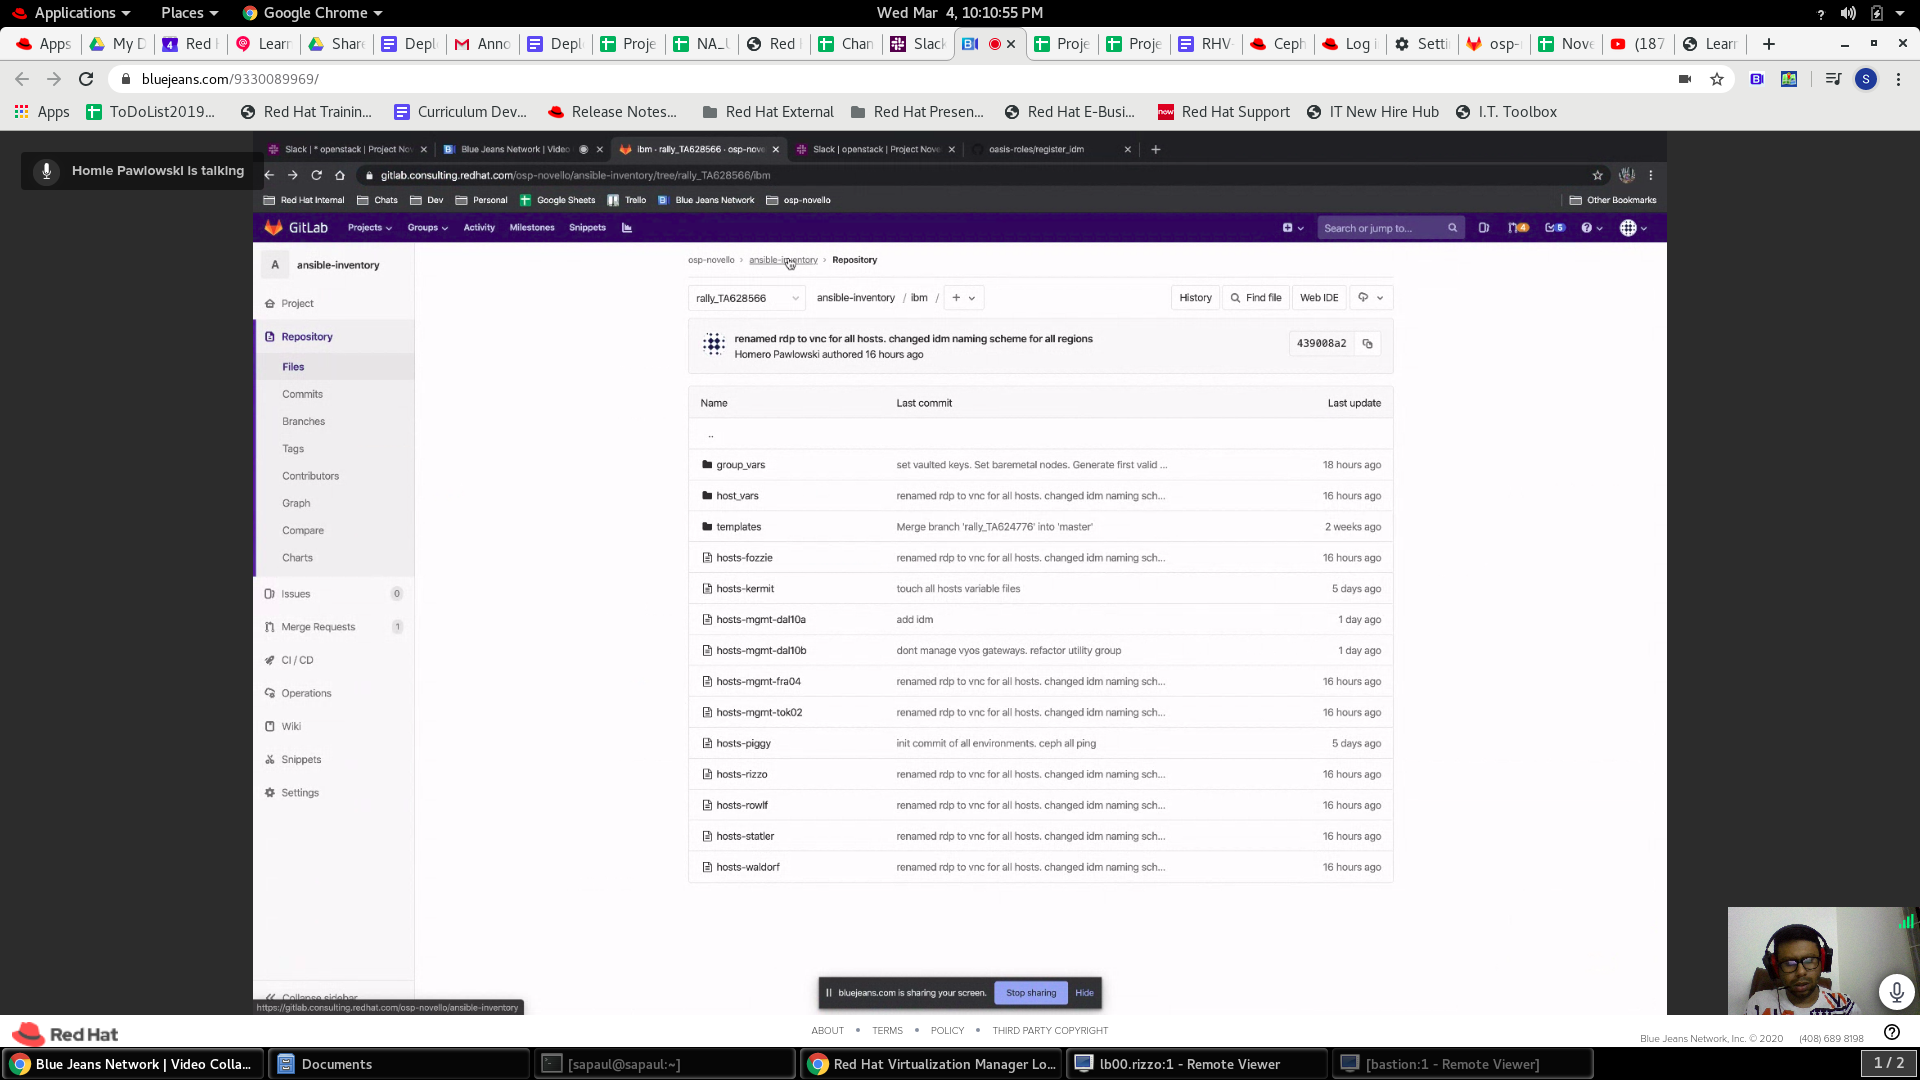 Applications Places Google Chrome Wed Mar 4, 10:10:55 PM
Apps My D Red H Learn Share Deplo Anno Deplo Proje NA_L Red H Chan Slack Proje Proje RHV- Ceph Log i Setti osp- Nove (187 Learn
bluejeans.com/9330089969/ S
Apps ToDoList2019... Red Hat Trainin... Curriculum Dev... Release Notes... Red Hat External Red Hat Presen... Red Hat E-Busi... Red Hat Support IT New Hire Hub I.T. Toolbox
Homie Pawlowski is talking
Slack | * openstack | Project Nov Blue Jeans Network | Video ibm · rally_TA628566 · osp-nove Slack | openstack | Project Nove oasis-roles/register_idm
gitlab.consulting.redhat.com/osp-novello/ansible-inventory/tree/rally_TA628566/ibm
Red Hat Internal Chats Dev Personal Google Sheets Trello Blue Jeans Network osp-novello Other Bookmarks
GitLab Projects Groups Activity Milestones Snippets Search or jump to... 4 5
A ansible-inventory
Project
Repository
Files
Commits
Branches
Tags
Contributors
Graph
Compare
Charts
Issues 0
Merge Requests 1
CI / CD
Operations
Wiki
Snippets
Settings
Collapse sidebar
https://gitlab.consulting.redhat.com/osp-novello/ansible-inventory
osp-novello › ansible-inventory › Repository
rally_TA628566 ansible-inventory / ibm / + History Find file Web IDE
renamed rdp to vnc for all hosts. changed idm naming scheme for all regions
Homero Pawlowski authored 16 hours ago
439008a2
Name Last commit Last update
..
group_vars set vaulted keys. Set baremetal nodes. Generate first valid ... 18 hours ago
host_vars renamed rdp to vnc for all hosts. changed idm naming sch... 16 hours ago
templates Merge branch 'rally_TA624776' into 'master' 2 weeks ago
hosts-fozzie renamed rdp to vnc for all hosts. changed idm naming sch... 16 hours ago
hosts-kermit touch all hosts variable files 5 days ago
hosts-mgmt-dal10a add idm 1 day ago
hosts-mgmt-dal10b dont manage vyos gateways. refactor utility group 1 day ago
hosts-mgmt-fra04 renamed rdp to vnc for all hosts. changed idm naming sch... 16 hours ago
hosts-mgmt-tok02 renamed rdp to vnc for all hosts. changed idm naming sch... 16 hours ago
hosts-piggy init commit of all environments. ceph all ping 5 days ago
hosts-rizzo renamed rdp to vnc for all hosts. changed idm naming sch... 16 hours ago
hosts-rowlf renamed rdp to vnc for all hosts. changed idm naming sch... 16 hours ago
hosts-statler renamed rdp to vnc for all hosts. changed idm naming sch... 16 hours ago
hosts-waldorf renamed rdp to vnc for all hosts. changed idm naming sch... 16 hours ago
bluejeans.com is sharing your screen. Stop sharing Hide
Red Hat ABOUT • TERMS • POLICY • THIRD PARTY COPYRIGHT
Blue Jeans Network, Inc. © 2020 (408) 689 8198
Blue Jeans Network | Video Colla... Documents [sapaul@sapaul:~] Red Hat Virtualization Manager Lo... lb00.rizzo:1 - Remote Viewer [bastion:1 - Remote Viewer] 1 / 2